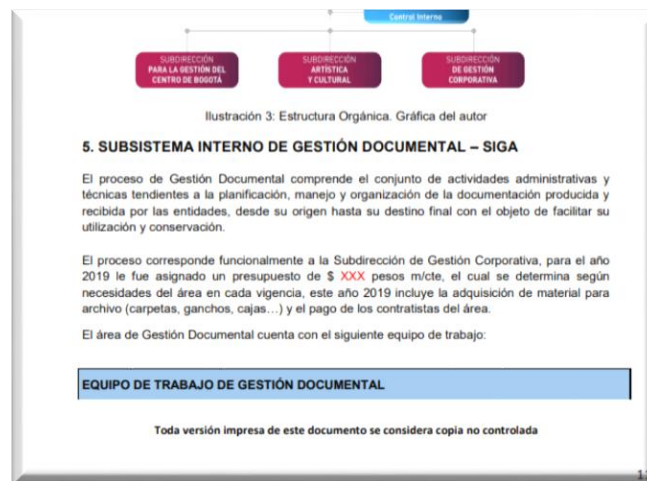 Control Interno
SUBDIRECCIÓN
PARA LA GESTIÓN DEL
CENTRO DE BOGOTÁ
SUBDIRECCIÓN
ARTÍSTICA
Y CULTURAL
SUBDIRECCIÓN
DE GESTIÓN
CORPORATIVA
Ilustración 3: Estructura Orgánica. Gráfica del autor
5. SUBSISTEMA INTERNO DE GESTIÓN DOCUMENTAL – SIGA
El proceso de Gestión Documental comprende el conjunto de actividades administrativas y
técnicas tendientes a la planificación, manejo y organización de la documentación producida y
recibida por las entidades, desde su origen hasta su destino final con el objeto de facilitar su
utilización y conservación.
El proceso corresponde funcionalmente a la Subdirección de Gestión Corporativa, para el año
2019 le fue asignado un presupuesto de $ XXX pesos m/cte, el cual se determina según
necesidades del área en cada vigencia, este año 2019 incluye la adquisición de material para
archivo (carpetas, ganchos, cajas…) y el pago de los contratistas del área.
El área de Gestión Documental cuenta con el siguiente equipo de trabajo:
EQUIPO DE TRABAJO DE GESTIÓN DOCUMENTAL
Toda versión impresa de este documento se considera copia no controlada